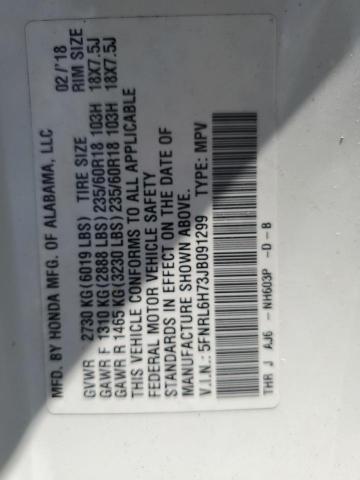 MFD. BY HONDA MFG. OF ALABAMA, LLC 02/'18
GVWR 2730 KG(6019 LBS) TIRE SIZE RIM SIZE
GAWR F 1310 KG(2888 LBS)235/60R18 103H 18X7.5J
GAWR R 1465 KG(3230 LBS)235/60R18 103H 18X7.5J
THIS VEHICLE CONFORMS TO ALL APPLICABLE
FEDERAL MOTOR VEHICLE SAFETY
STANDARDS IN EFFECT ON THE DATE OF
MANUFACTURE SHOWN ABOVE.
V.I.N.: 5FNRL6H73JB091299 TYPE: MPV
THR J AJ6 - NH603P -D -B